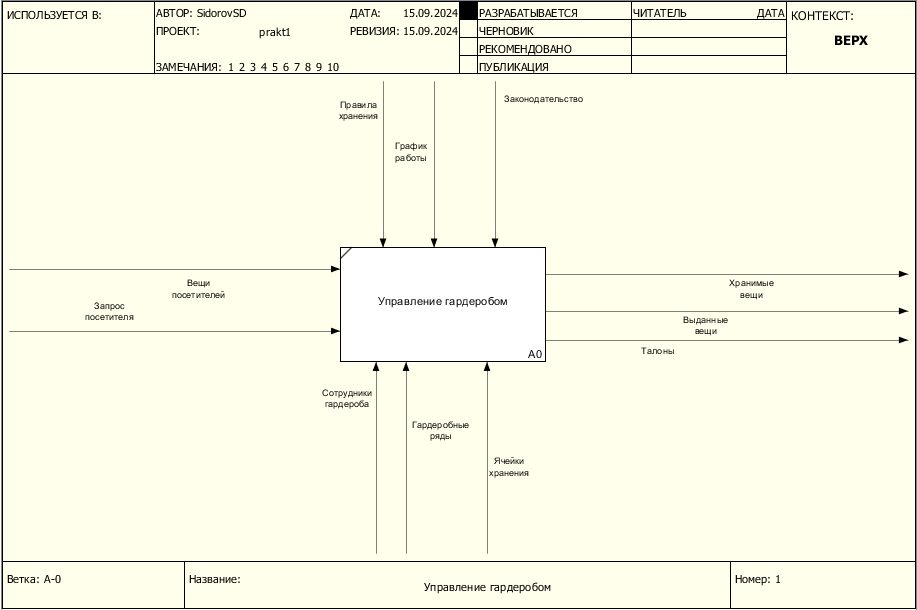 ИСПОЛЬЗУЕТСЯ В:
АВТОР: SidorovSD
ДАТА: 15.09.2024
ПРОЕКТ: prakt1
РЕВИЗИЯ: 15.09.2024
ЗАМЕЧАНИЯ: 1 2 3 4 5 6 7 8 9 10
РАЗРАБАТЫВАЕТСЯ
ЧЕРНОВИК
РЕКОМЕНДОВАНО
ПУБЛИКАЦИЯ
ЧИТАТЕЛЬ ДАТА
КОНТЕКСТ:
ВЕРХ
Правила
хранения
График
работы
Законодательство
Вещи
посетителей
Запрос
посетителя
Управление гардеробом
A0
Хранимые
вещи
Выданные
вещи
Талоны
Сотрудники
гардероба
Гардеробные
ряды
Ячейки
хранения
Ветка: A-0
Название:
Управление гардеробом
Номер: 1